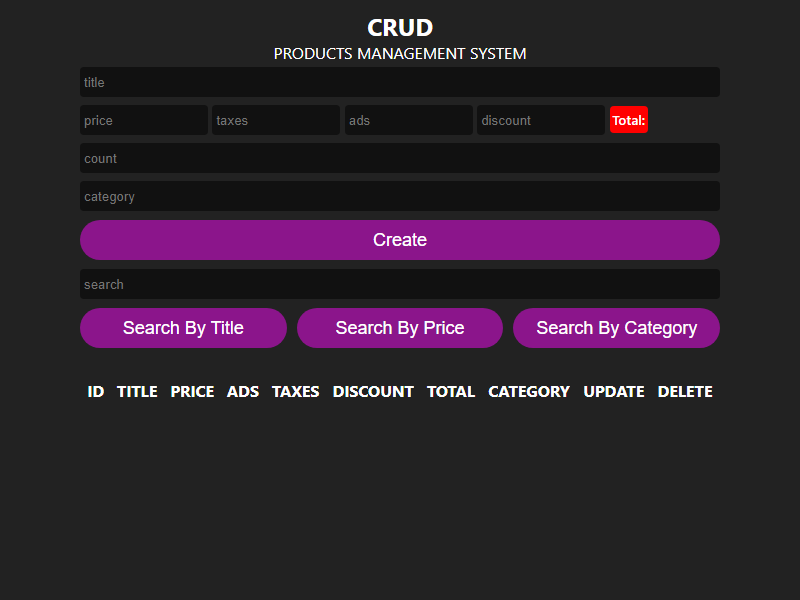 CRUD
PRODUCTS MANAGEMENT SYSTEM
title
price taxes ads discount Total:
count
category
Create
search
Search By Title Search By Price Search By Category
ID TITLE PRICE ADS TAXES DISCOUNT TOTAL CATEGORY UPDATE DELETE